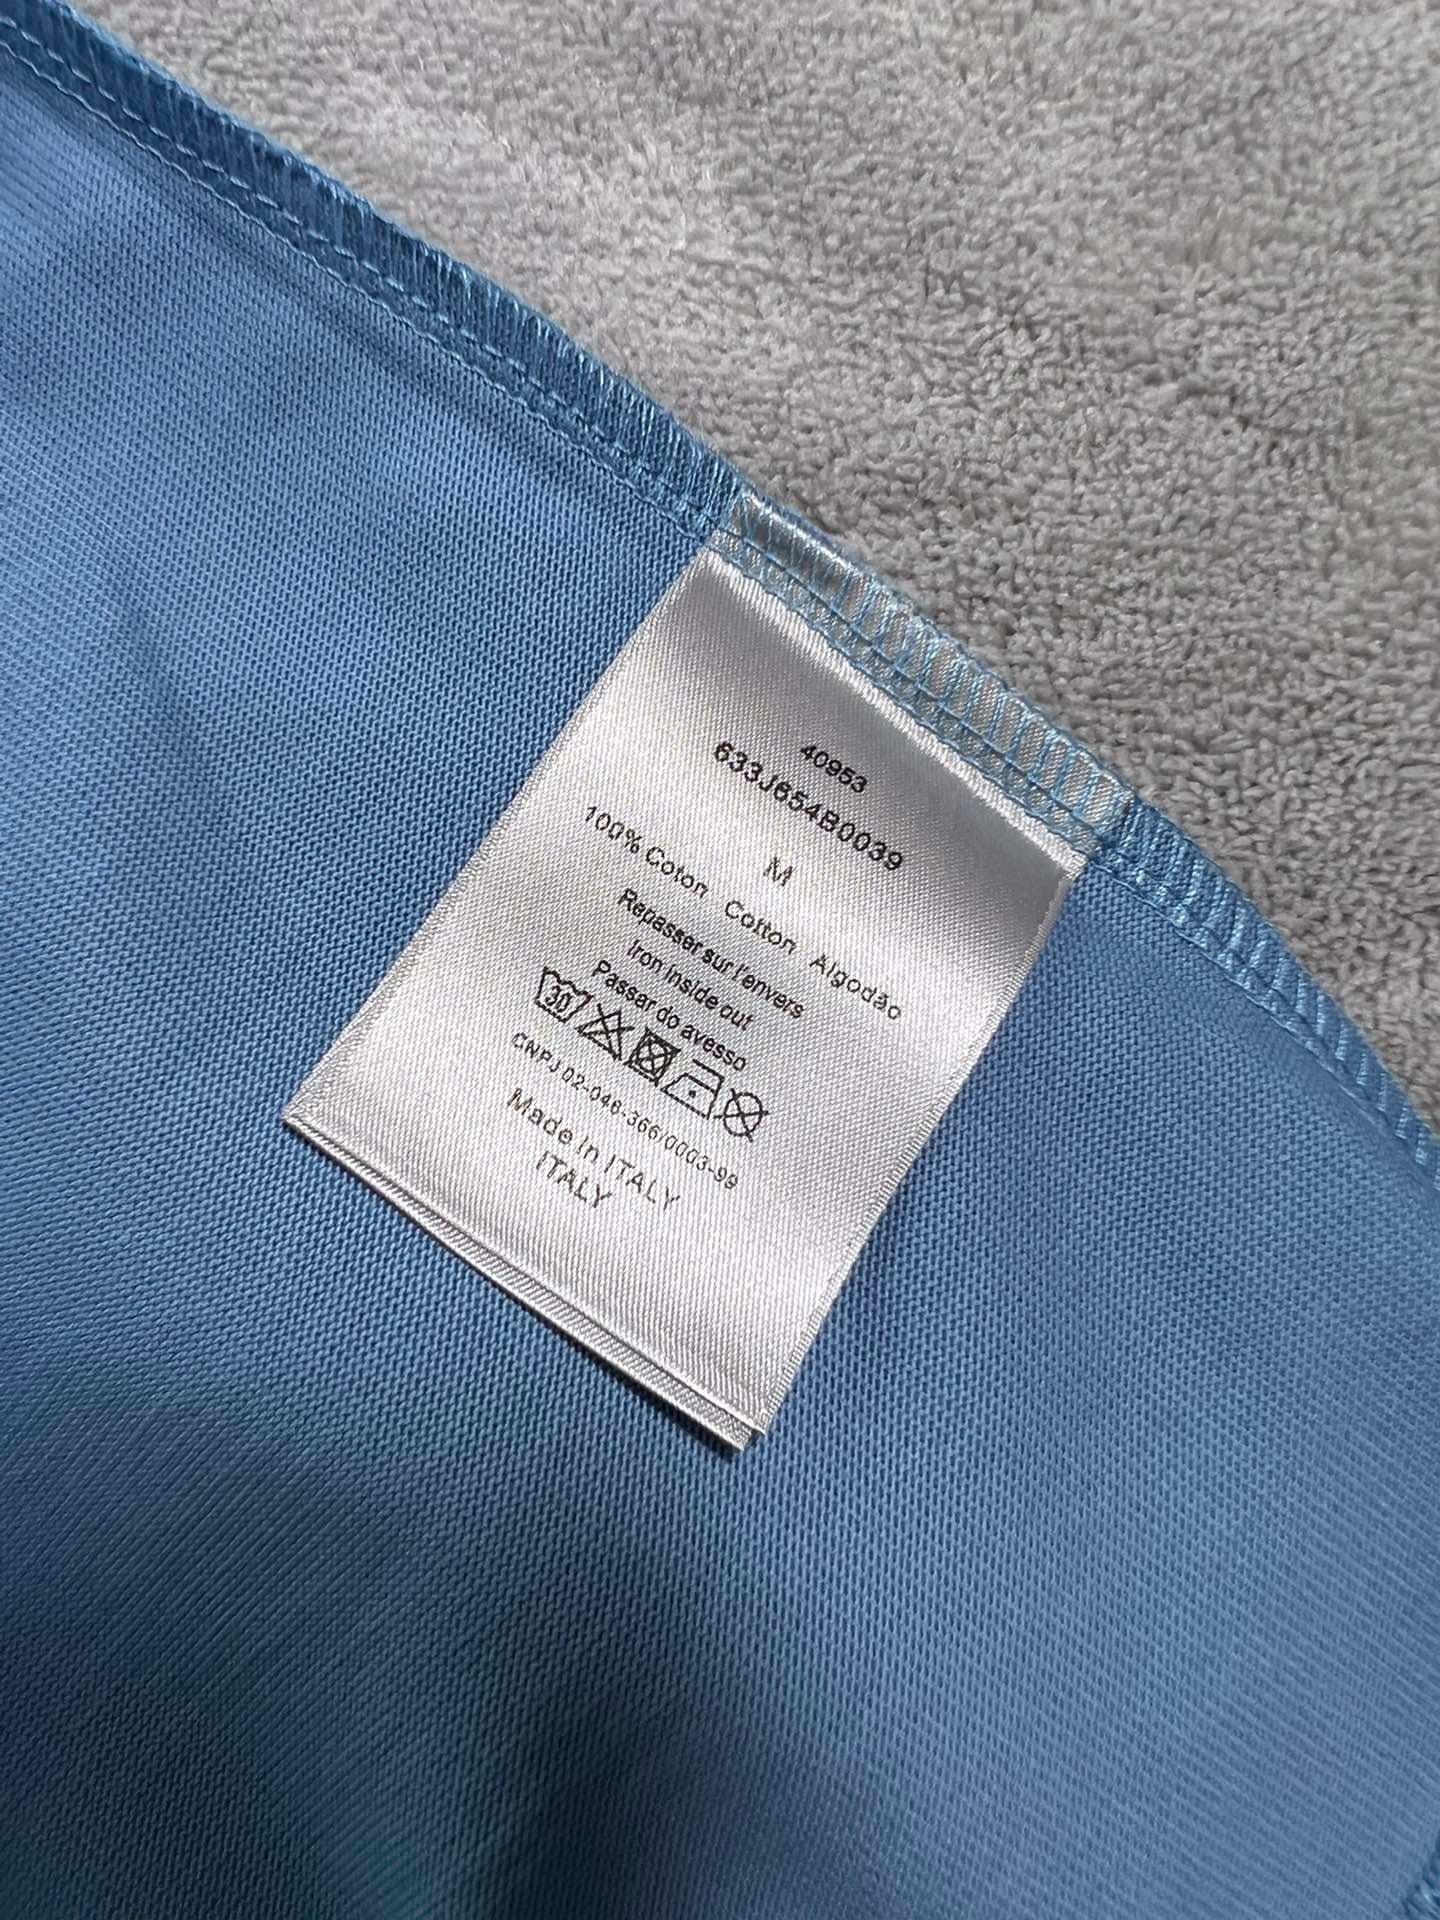 40953
633J654B0039
M
100% Coton Cotton Algodão
Repasser sur l'envers
Iron inside out
Passar do avesso
30
CNPJ 02-046-366/0003-99
Made in ITALY
ITALY